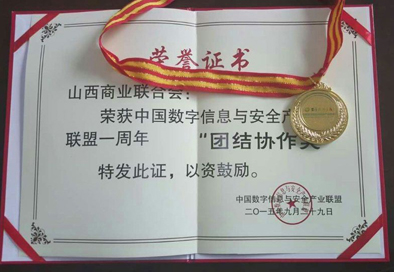 荣誉证书
山西商业联合会：
荣获中国数字信息与安全产
联盟一周年 “团结协作奖
特发此证，以资鼓励。
中国数字信息与安全产业联盟
二〇一五年九月二十九日